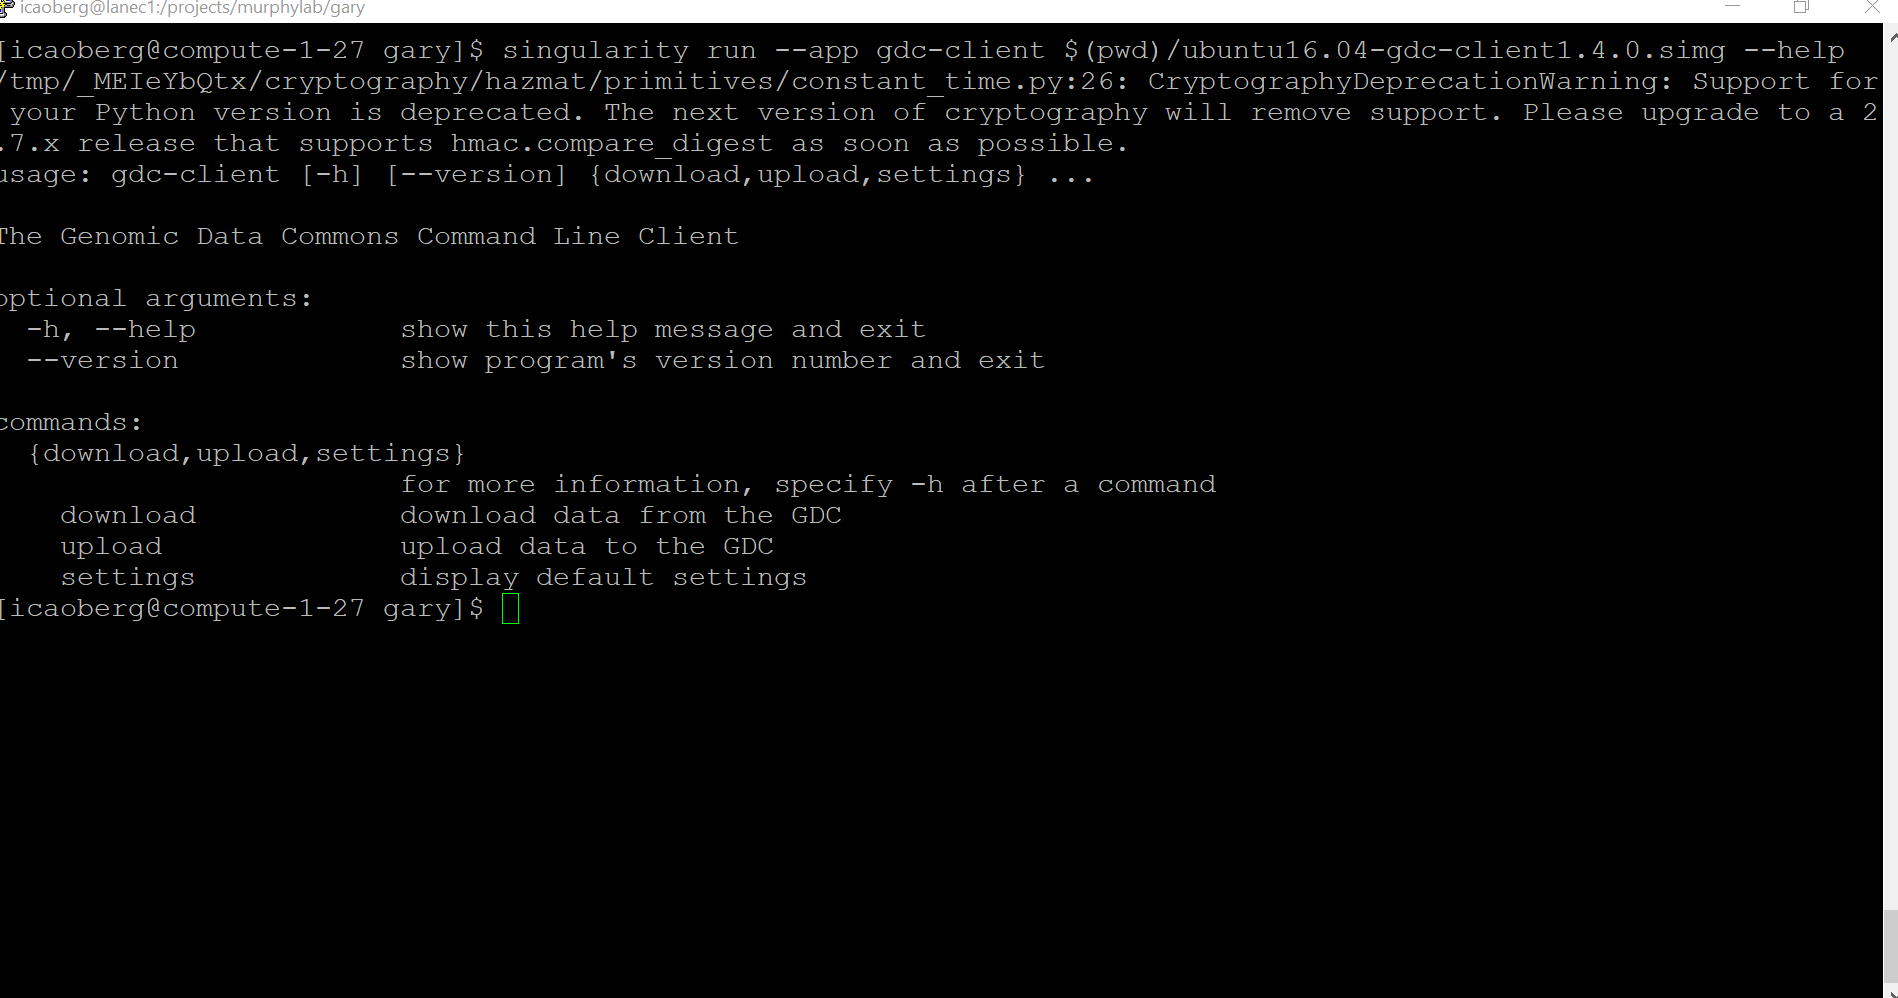 icaoberg@lanec1:/projects/murphylab/gary
[icaoberg@compute-1-27 gary]$ singularity run --app gdc-client $(pwd)/ubuntu16.04-gdc-client1.4.0.simg --help
/tmp/_MEIeYbQtx/cryptography/hazmat/primitives/constant_time.py:26: CryptographyDeprecationWarning: Support for
your Python version is deprecated. The next version of cryptography will remove support. Please upgrade to a 2
.7.x release that supports hmac.compare_digest as soon as possible.
usage: gdc-client [-h] [--version] {download,upload,settings} ...
The Genomic Data Commons Command Line Client
optional arguments:
-h, --help show this help message and exit
--version show program's version number and exit
commands:
{download,upload,settings}
for more information, specify -h after a command
download download data from the GDC
upload upload data to the GDC
settings display default settings
[icaoberg@compute-1-27 gary]$